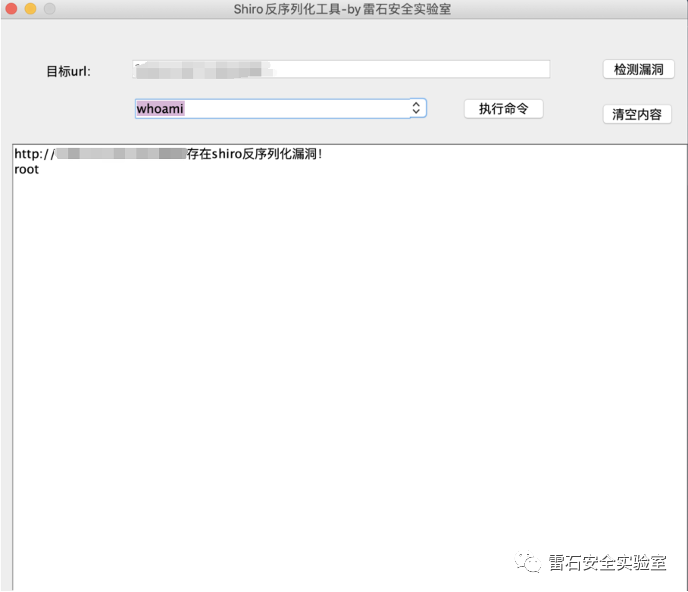 Shiro反序列化工具-by雷石安全实验室
目标url:
检测漏洞
whoami
执行命令
清空内容
http://
存在shiro反序列化漏洞!
root
雷石安全实验室